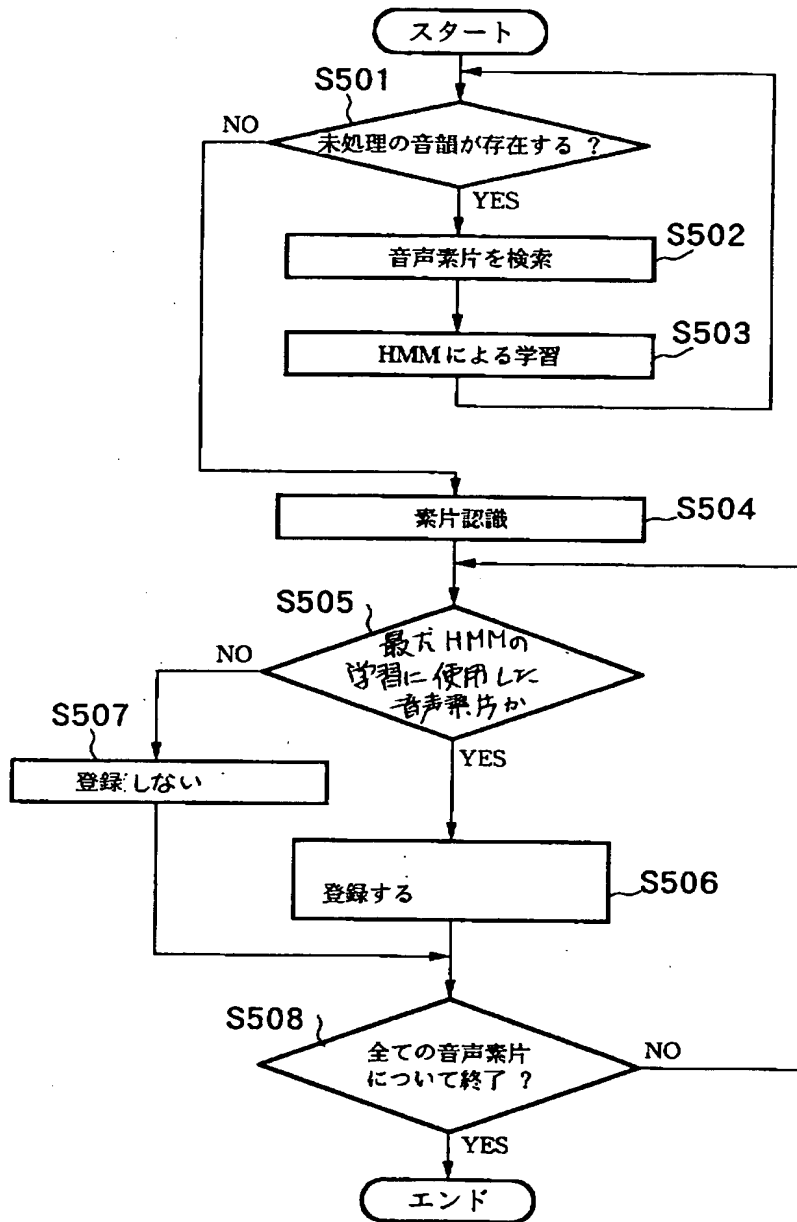 スタート
S501
NO
未処理の音韻が存在する ?
YES
S502
音声素片を検索
S503
HMMによる学習
S504
素片認識
S505
NO
最尤HMMの
学習に使用した
音声素片か
S507
YES
登録しない
S506
登録する
S508
全ての音声素片
について終了 ?
NO
YES
エンド